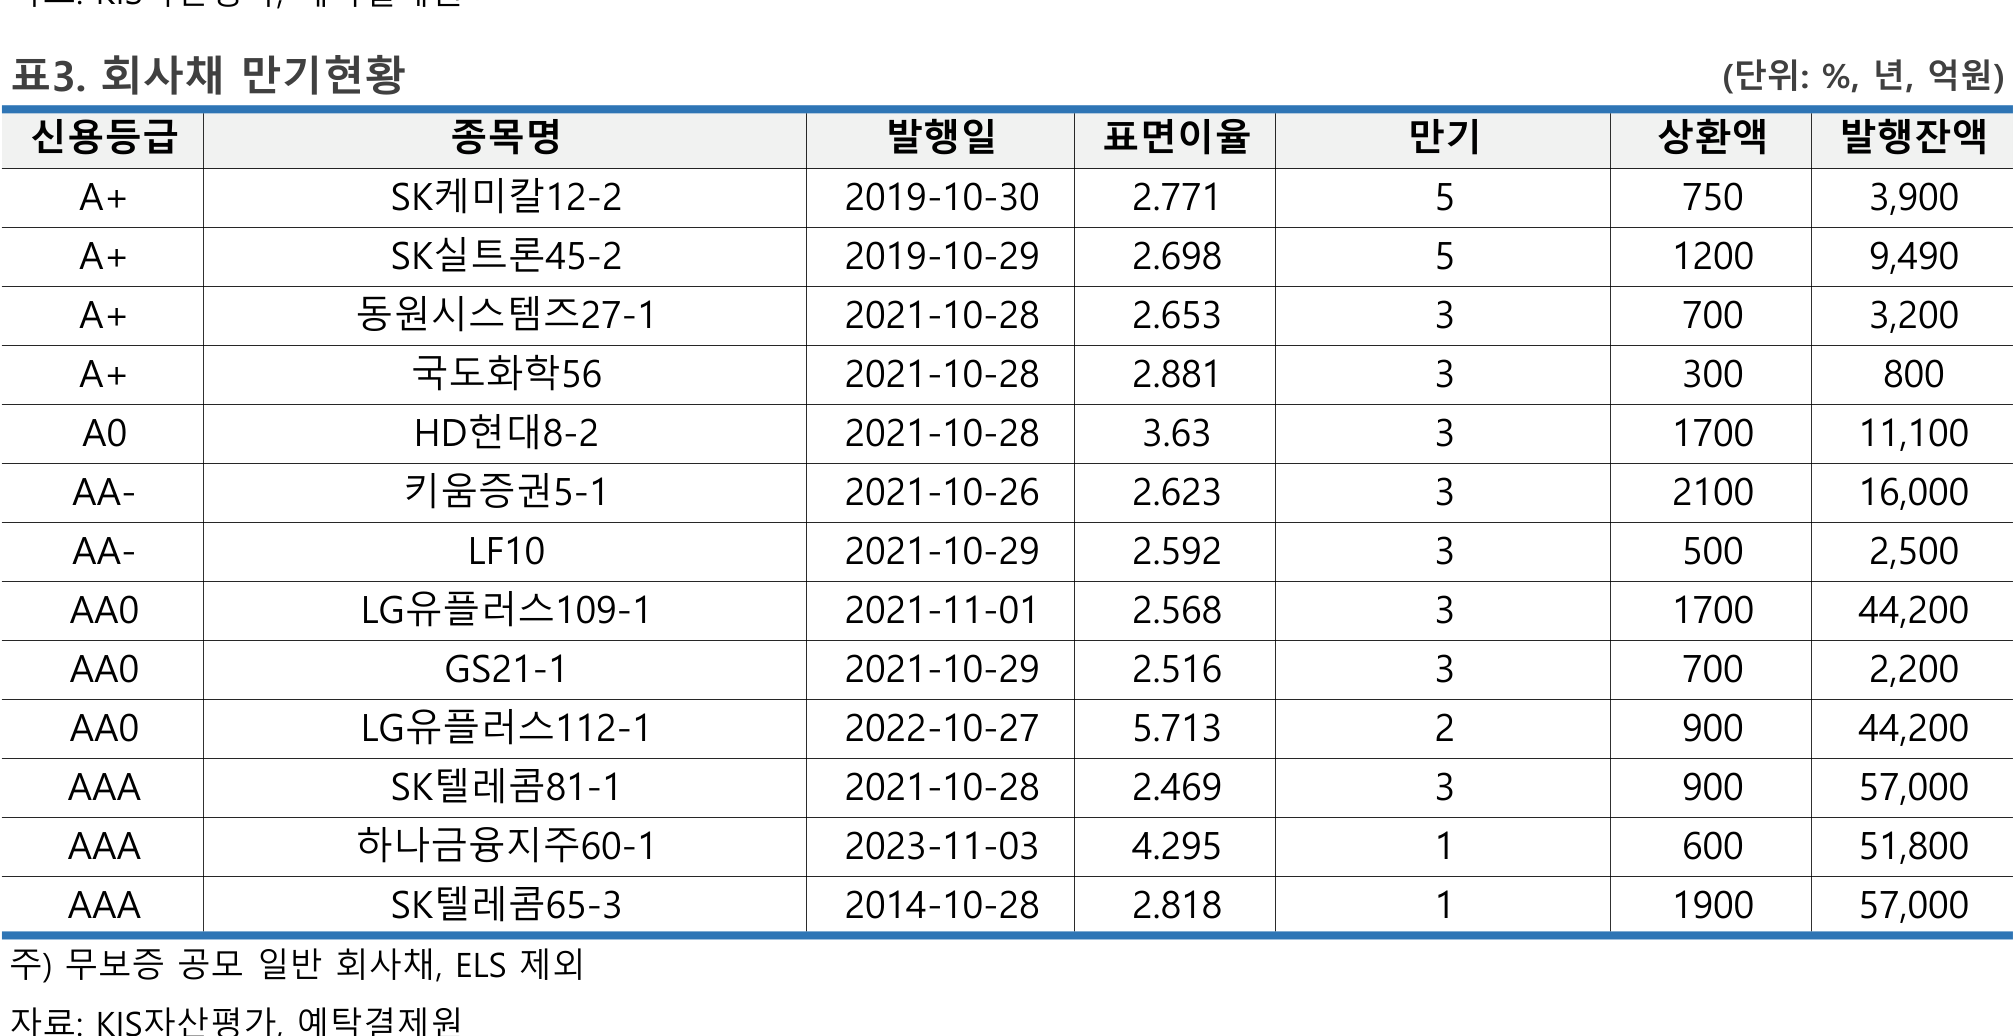 표3. 회사채 만기현황 (단위: %, 년, 억원)
신용등급 종목명 발행일 표면이율 만기 상환액 발행잔액
A+ SK케미칼12-2 2019-10-30 2.771 5 750 3,900
A+ SK실트론45-2 2019-10-29 2.698 5 1200 9,490
A+ 동원시스템즈27-1 2021-10-28 2.653 3 700 3,200
A+ 국도화학56 2021-10-28 2.881 3 300 800
A0 HD현대8-2 2021-10-28 3.63 3 1700 11,100
AA- 키움증권5-1 2021-10-26 2.623 3 2100 16,000
AA- LF10 2021-10-29 2.592 3 500 2,500
AA0 LG유플러스109-1 2021-11-01 2.568 3 1700 44,200
AA0 GS21-1 2021-10-29 2.516 3 700 2,200
AA0 LG유플러스112-1 2022-10-27 5.713 2 900 44,200
AAA SK텔레콤81-1 2021-10-28 2.469 3 900 57,000
AAA 하나금융지주60-1 2023-11-03 4.295 1 600 51,800
AAA SK텔레콤65-3 2014-10-28 2.818 1 1900 57,000
주) 무보증 공모 일반 회사채, ELS 제외
자료: KIS자산평가, 예탁결제원